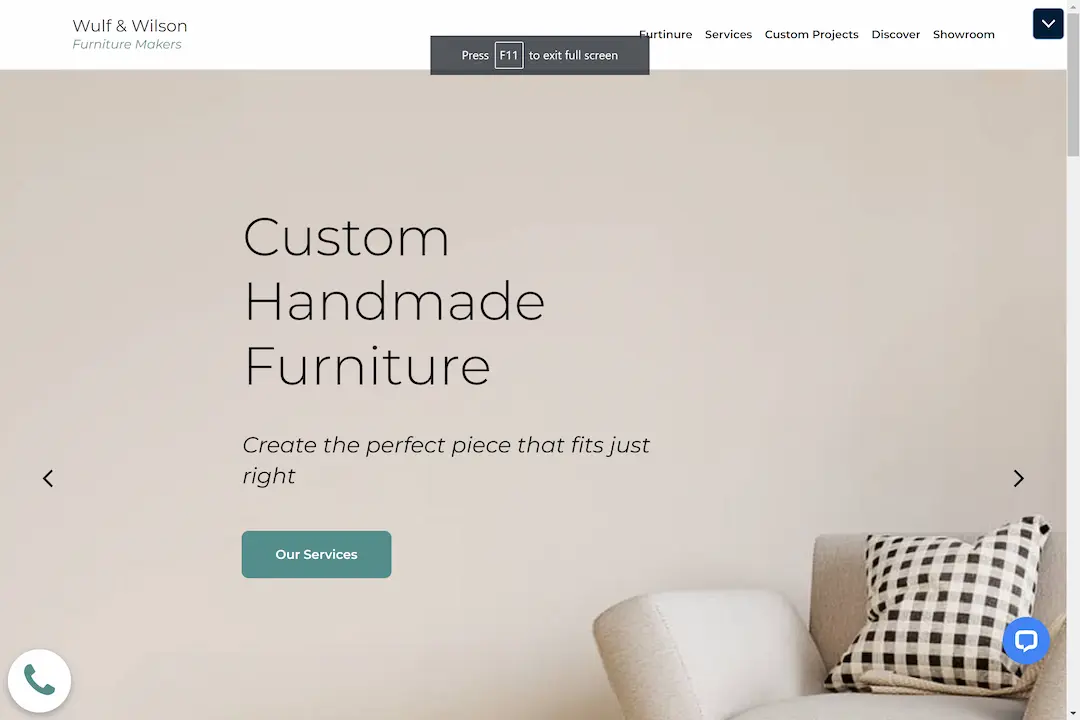 Wulf & Wilson
Furniture Makers
Furtinure Services Custom Projects Discover Showroom
Press F11 to exit full screen
Custom
Handmade
Furniture
Create the perfect piece that fits just
right
Our Services